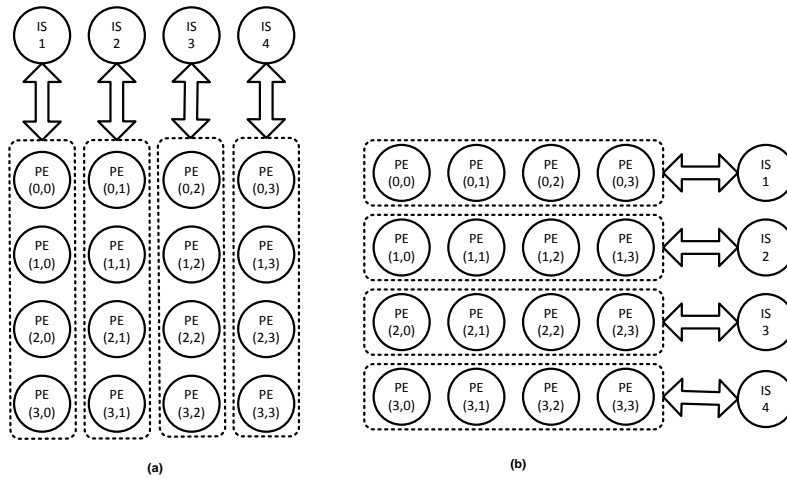 IS
1
IS
2
IS
3
IS
4
PE
(0,0)
PE
(0,1)
PE
(0,2)
PE
(0,3)
PE
(1,0)
PE
(1,1)
PE
(1,2)
PE
(1,3)
PE
(2,0)
PE
(2,1)
PE
(2,2)
PE
(2,3)
PE
(3,0)
PE
(3,1)
PE
(3,2)
PE
(3,3)
(a)
PE
(0,0)
PE
(0,1)
PE
(0,2)
PE
(0,3)
IS
1
PE
(1,0)
PE
(1,1)
PE
(1,2)
PE
(1,3)
IS
2
PE
(2,0)
PE
(2,1)
PE
(2,2)
PE
(2,3)
IS
3
PE
(3,0)
PE
(3,1)
PE
(3,2)
PE
(3,3)
IS
4
(b)